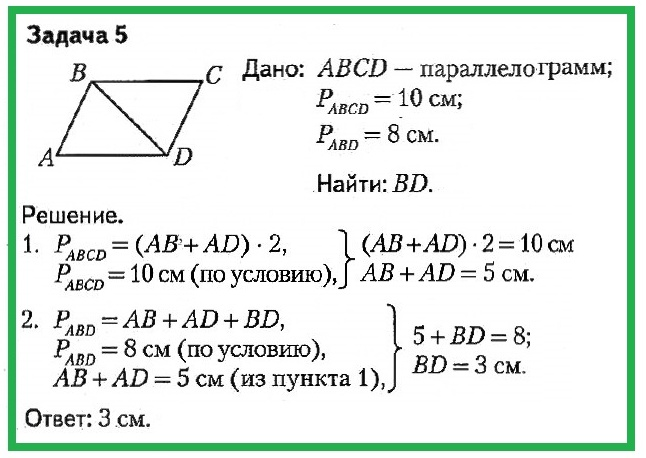 Задача 5
B C
A D
Дано: ABCD — параллелограмм;
P_ABCD = 10 см;
P_ABD = 8 см.
Найти: BD.
Решение.
1. P_ABCD = (AB + AD) · 2, (AB + AD) · 2 = 10 см
P_ABCD = 10 см (по условию), AB + AD = 5 см.
2. P_ABD = AB + AD + BD,
5 + BD = 8;
P_ABD = 8 см (по условию),
BD = 3 см.
AB + AD = 5 см (из пункта 1),
Ответ: 3 см.